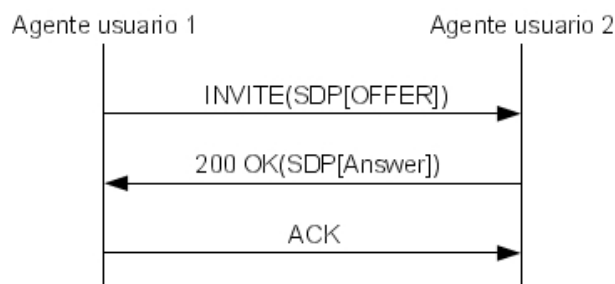 Agente usuario 1
Agente usuario 2
INVITE(SDP[OFFER])
200 OK(SDP[Answer])
ACK